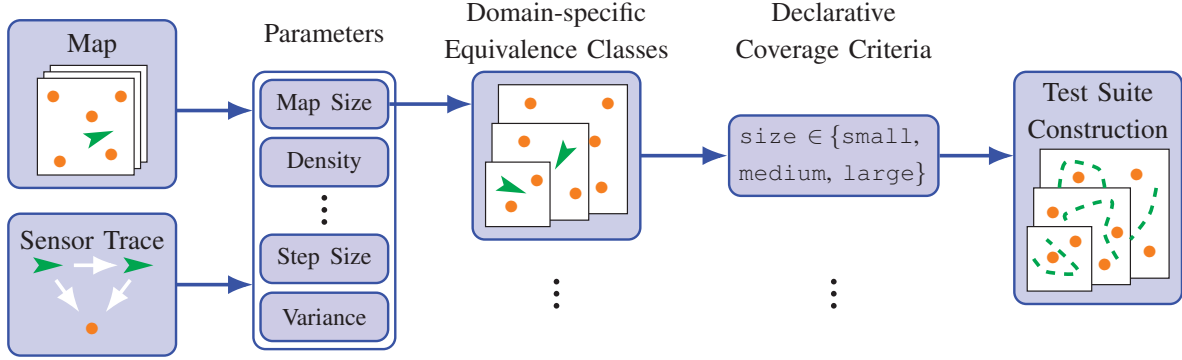 Map
Sensor Trace
Parameters
Map Size
Density
Step Size
Variance
Domain-specific
Equivalence Classes
Declarative
Coverage Criteria
size ∈ {small,
medium, large}
Test Suite
Construction